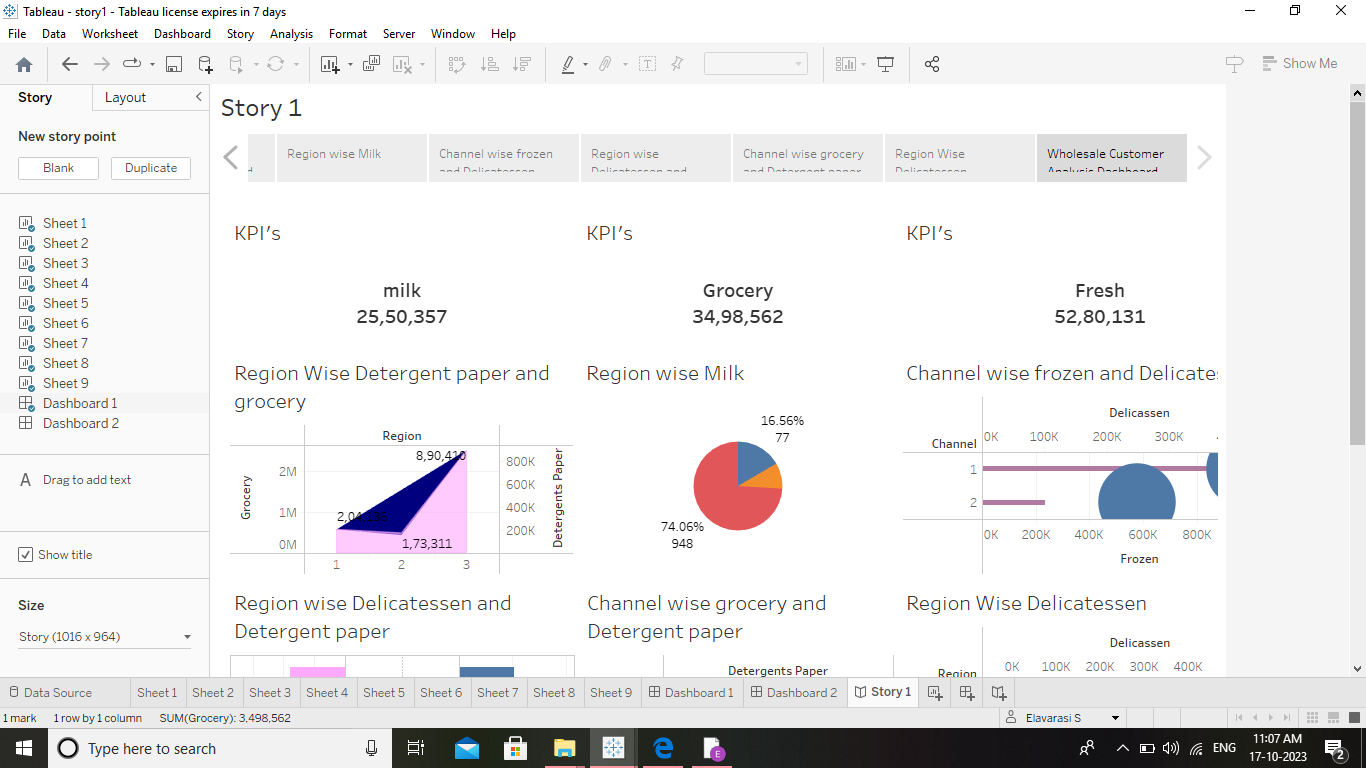 Tableau - story1 - Tableau license expires in 7 days
File Data Worksheet Dashboard Story Analysis Format Server Window Help
Show Me
Story Layout
New story point
Blank Duplicate
Sheet 1
Sheet 2
Sheet 3
Sheet 4
Sheet 5
Sheet 6
Sheet 7
Sheet 8
Sheet 9
Dashboard 1
Dashboard 2
A Drag to add text
Show title
Size
Story (1016 x 964)
Story 1
Region wise Milk
Channel wise frozen
and Delicatessen
Region wise
Delicatessen and
Channel wise grocery
and Detergent paper
Region Wise
Delicatessen
Wholesale Customer
Analysis Dashboard
KPI's
milk
25,50,357
KPI's
Grocery
34,98,562
KPI's
Fresh
52,80,131
Region Wise Detergent paper and
grocery
Region
Grocery
2M
1M
0M
8,90,410
1,73,311
800K
600K
400K
200K
Detergents Paper
1 2 3
Region wise Milk
16.56%
77
74.06%
948
Channel wise frozen and Delicates
Delicassen
0K 100K 200K 300K
Channel
1
2
0K 200K 400K 600K 800K
Frozen
Region wise Delicatessen and
Detergent paper
Channel wise grocery and
Detergent paper
Detergents Paper
Region Wise Delicatessen
Delicassen
0K 100K 200K 300K 400K
Region
Data Source Sheet 1 Sheet 2 Sheet 3 Sheet 4 Sheet 5 Sheet 6 Sheet 7 Sheet 8 Sheet 9 Dashboard 1 Dashboard 2 Story 1
1 mark 1 row by 1 column SUM(Grocery): 3,498,562
Elavarasi S
Type here to search
E
ENG
11:07 AM
17-10-2023
2